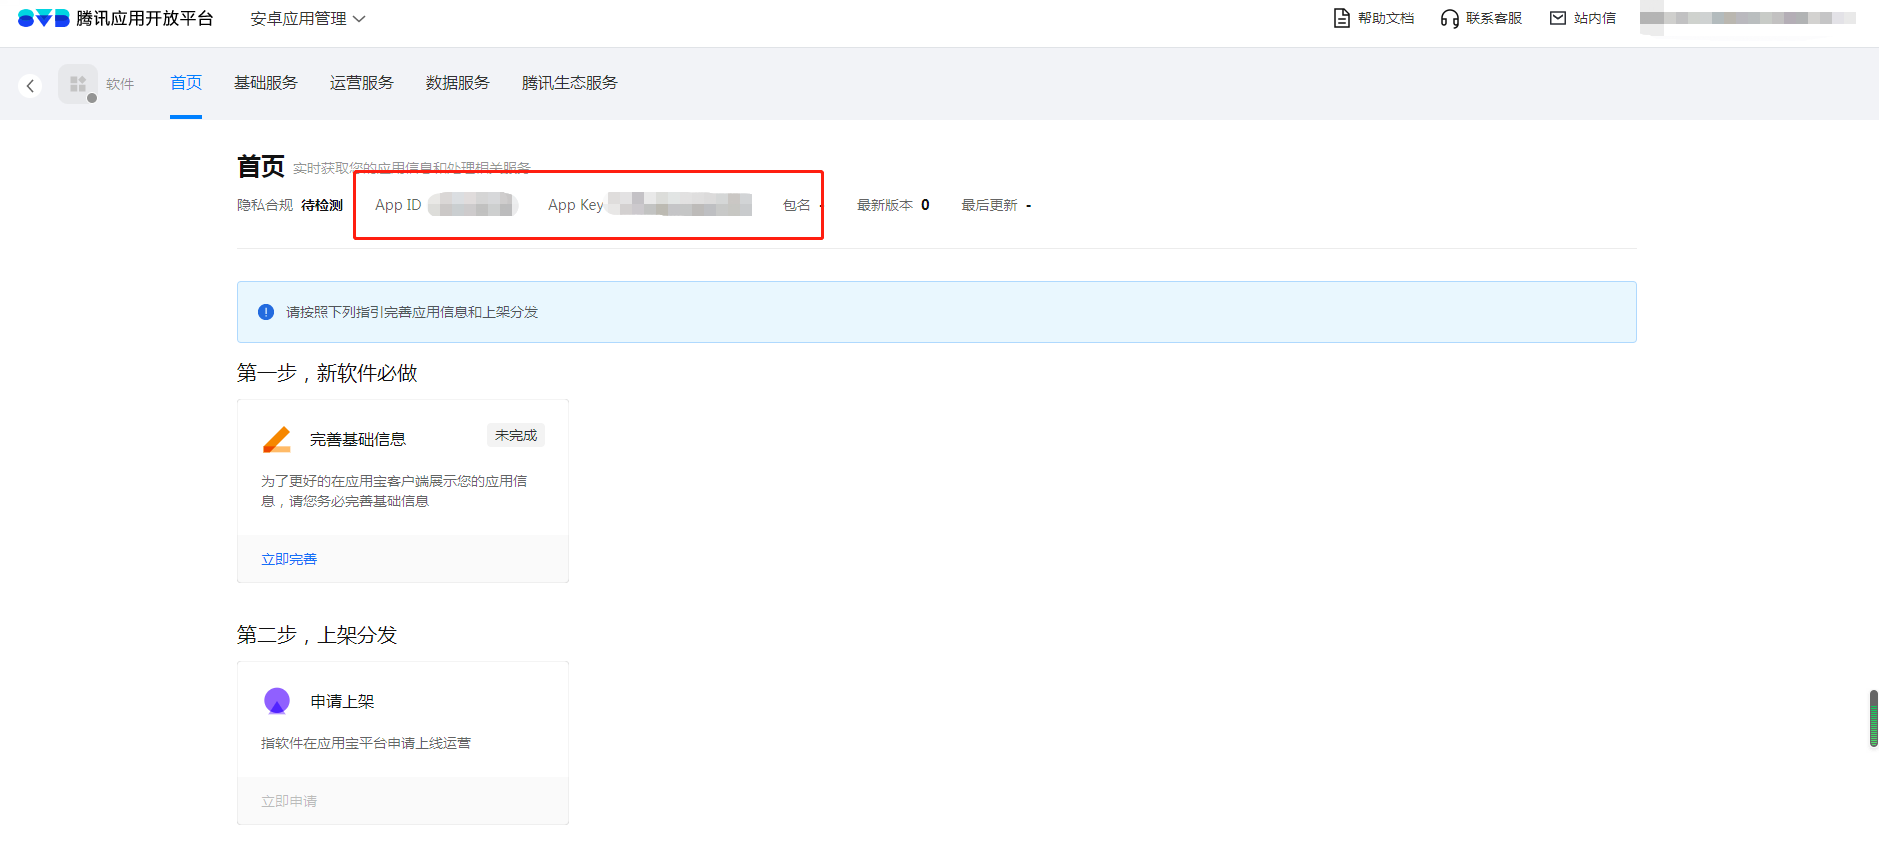 腾讯应用开放平台 安卓应用管理 帮助文档 联系客服 站内信
软件 首页 基础服务 运营服务 数据服务 腾讯生态服务
首页 实时获取您的应用信息和处理相关服务
隐私合规 待检测 App ID App Key 包名 - 最新版本 0 最后更新 -
请按照下列指引完善应用信息和上架分发
第一步，新软件必做
完善基础信息 未完成
为了更好的在应用宝客户端展示您的应用信
息，请您务必完善基础信息
立即完善
第二步，上架分发
申请上架
指软件在应用宝平台申请上线运营
立即申请